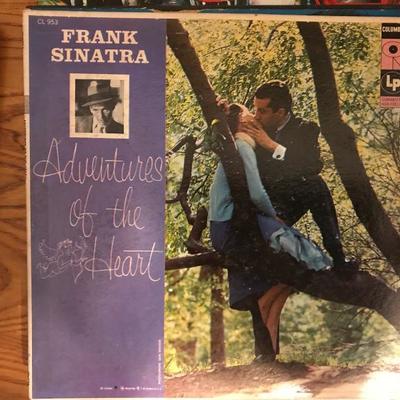 CL 953
FRANK
SINATRA
Adventures
of the
Heart
COLUMBIA
Lp